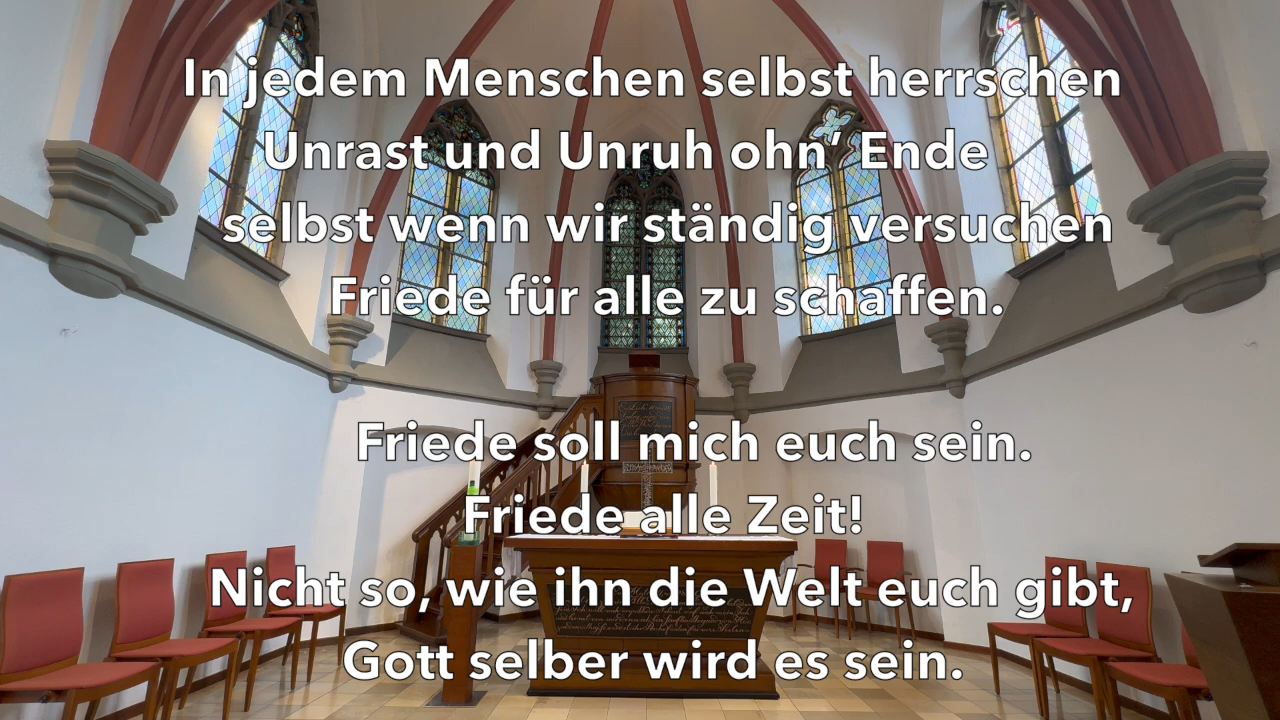 In jedem Menschen selbst herrschen
Unrast und Unruh ohn’ Ende
selbst wenn wir ständig versuchen
Friede für alle zu schaffen.
Friede soll mich euch sein.
Friede alle Zeit!
Nicht so, wie ihn die Welt euch gibt,
Gott selber wird es sein.